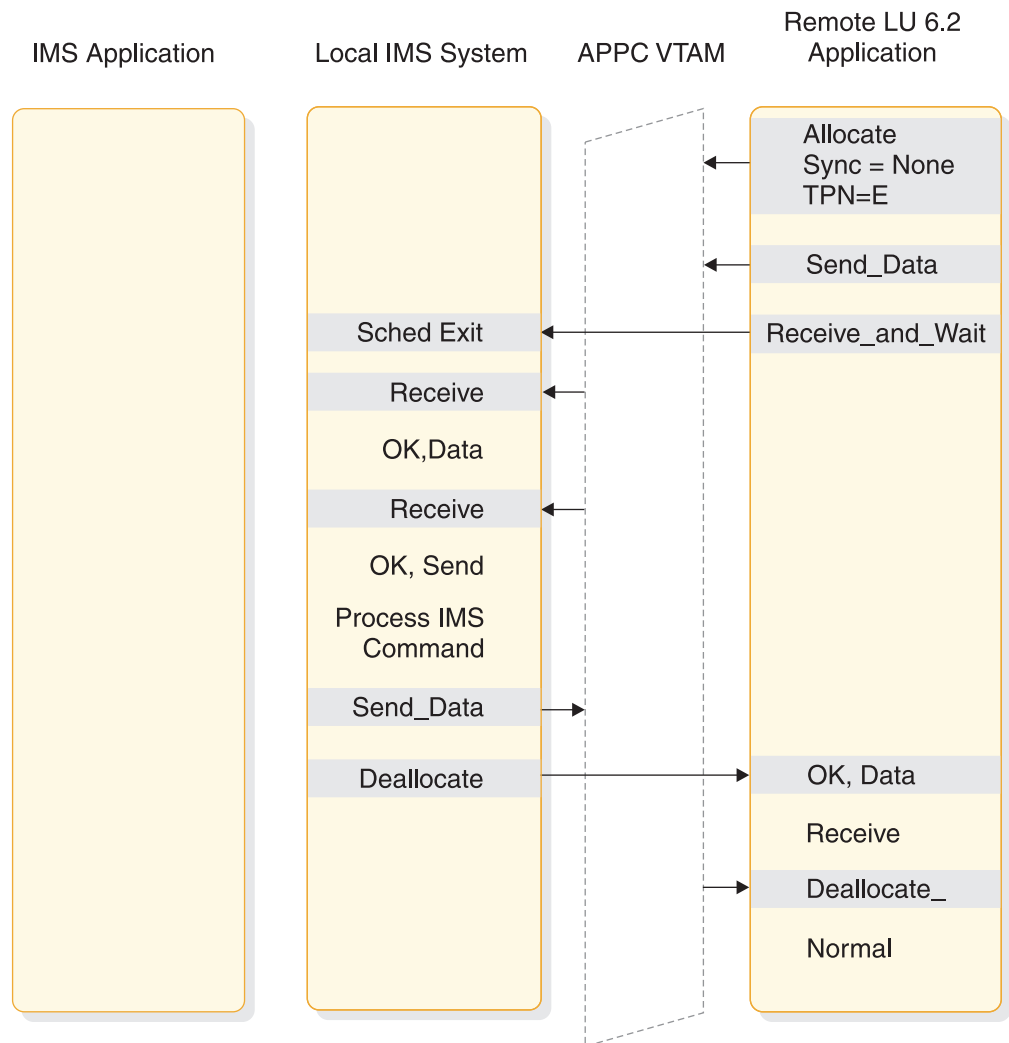 IMS Application
Local IMS System
APPC VTAM
Remote LU 6.2
Application
Allocate
Sync = None
TPN=E
Send_Data
Sched Exit
Receive_and_Wait
Receive
OK,Data
Receive
OK, Send
Process IMS
Command
Send_Data
Deallocate
OK, Data
Receive
Deallocate_
Normal